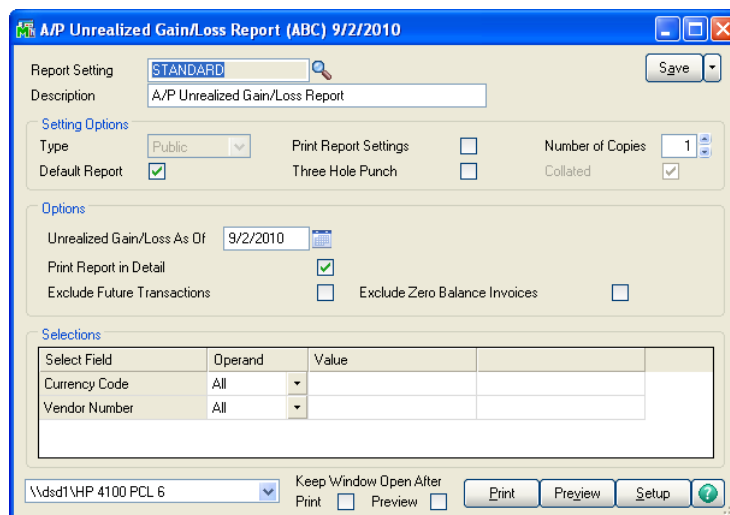 A/P Unrealized Gain/Loss Report (ABC) 9/2/2010
Report Setting STANDARD Save
Description A/P Unrealized Gain/Loss Report
Setting Options
Type Public Print Report Settings Number of Copies 1
Default Report Three Hole Punch Collated
Options
Unrealized Gain/Loss As Of 9/2/2010
Print Report in Detail
Exclude Future Transactions Exclude Zero Balance Invoices
Selections
Select Field Operand Value
Currency Code All
Vendor Number All
\\dsd1\HP 4100 PCL 6 Keep Window Open After
Print Preview Print Preview Setup ?